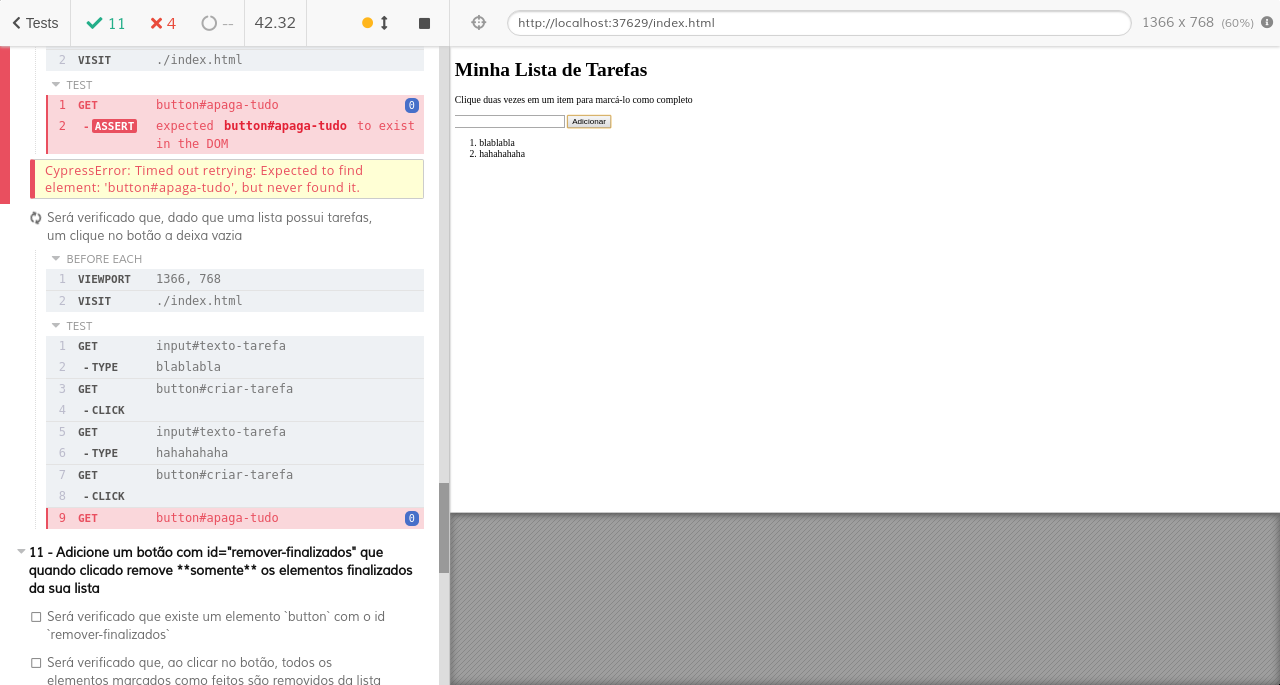 Tests 11 4 -- 42.32
http://localhost:37629/index.html 1366 x 768 (60%)
2 VISIT ./index.html
TEST
1 GET button#apaga-tudo 0
2 - ASSERT expected button#apaga-tudo to exist
in the DOM
CypressError: Timed out retrying: Expected to find
element: 'button#apaga-tudo', but never found it.
Será verificado que, dado que uma lista possui tarefas,
um clique no botão a deixa vazia
BEFORE EACH
1 VIEWPORT 1366, 768
2 VISIT ./index.html
TEST
1 GET input#texto-tarefa
2 - TYPE blablabla
3 GET button#criar-tarefa
4 - CLICK
5 GET input#texto-tarefa
6 - TYPE hahahahaha
7 GET button#criar-tarefa
8 - CLICK
9 GET button#apaga-tudo 0
11 - Adicione um botão com id="remover-finalizados" que
quando clicado remove **somente** os elementos finalizados
da sua lista
Será verificado que existe um elemento `button` com o id
`remover-finalizados`
Será verificado que, ao clicar no botão, todos os
elementos marcados como feitos são removidos da lista
Minha Lista de Tarefas
Clique duas vezes em um item para marcá-lo como completo
Adicionar
1. blablabla
2. hahahahaha